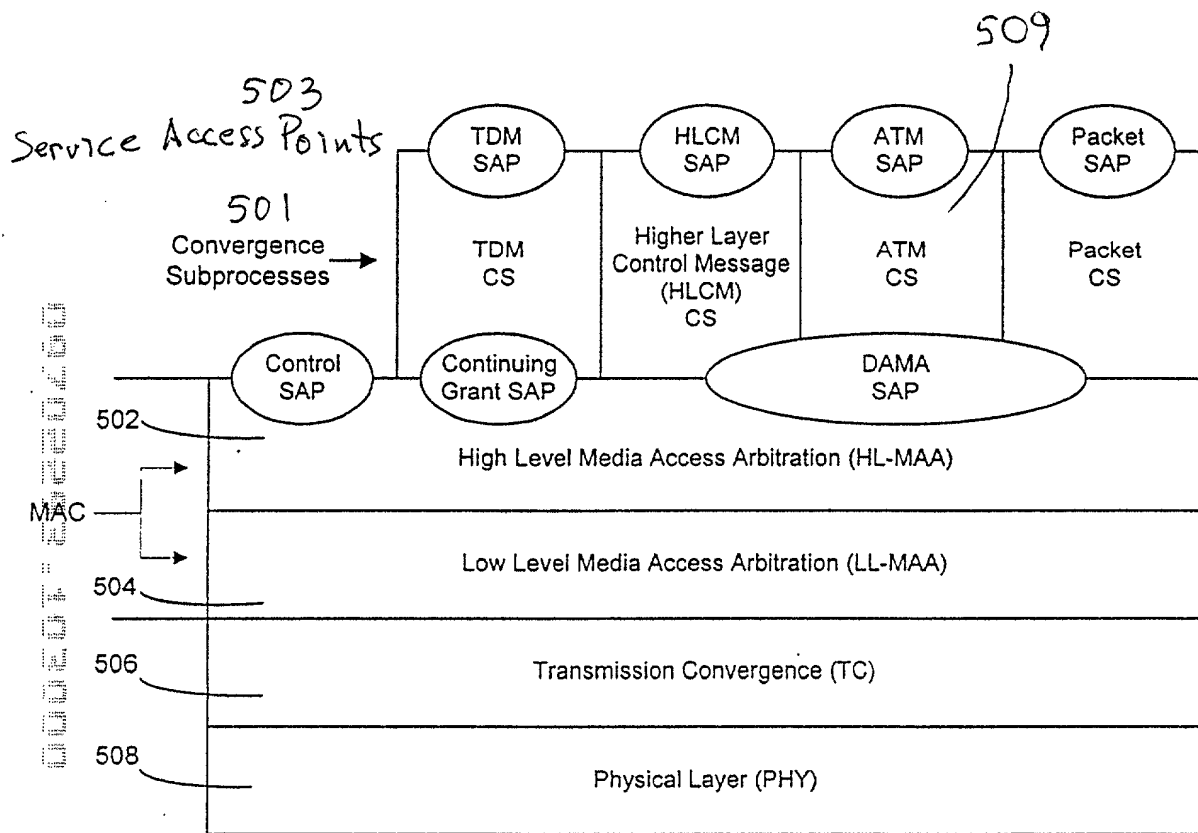 509
503
Service Access Points
TDM
SAP
HLCM
SAP
ATM
SAP
Packet
SAP
501
Convergence
Subprocesses
TDM
CS
Higher Layer
Control Message
(HLCM)
CS
ATM
CS
Packet
CS
Control
SAP
Continuing
Grant SAP
DAMA
SAP
502
High Level Media Access Arbitration (HL-MAA)
MAC
Low Level Media Access Arbitration (LL-MAA)
504
506
Transmission Convergence (TC)
508
Physical Layer (PHY)